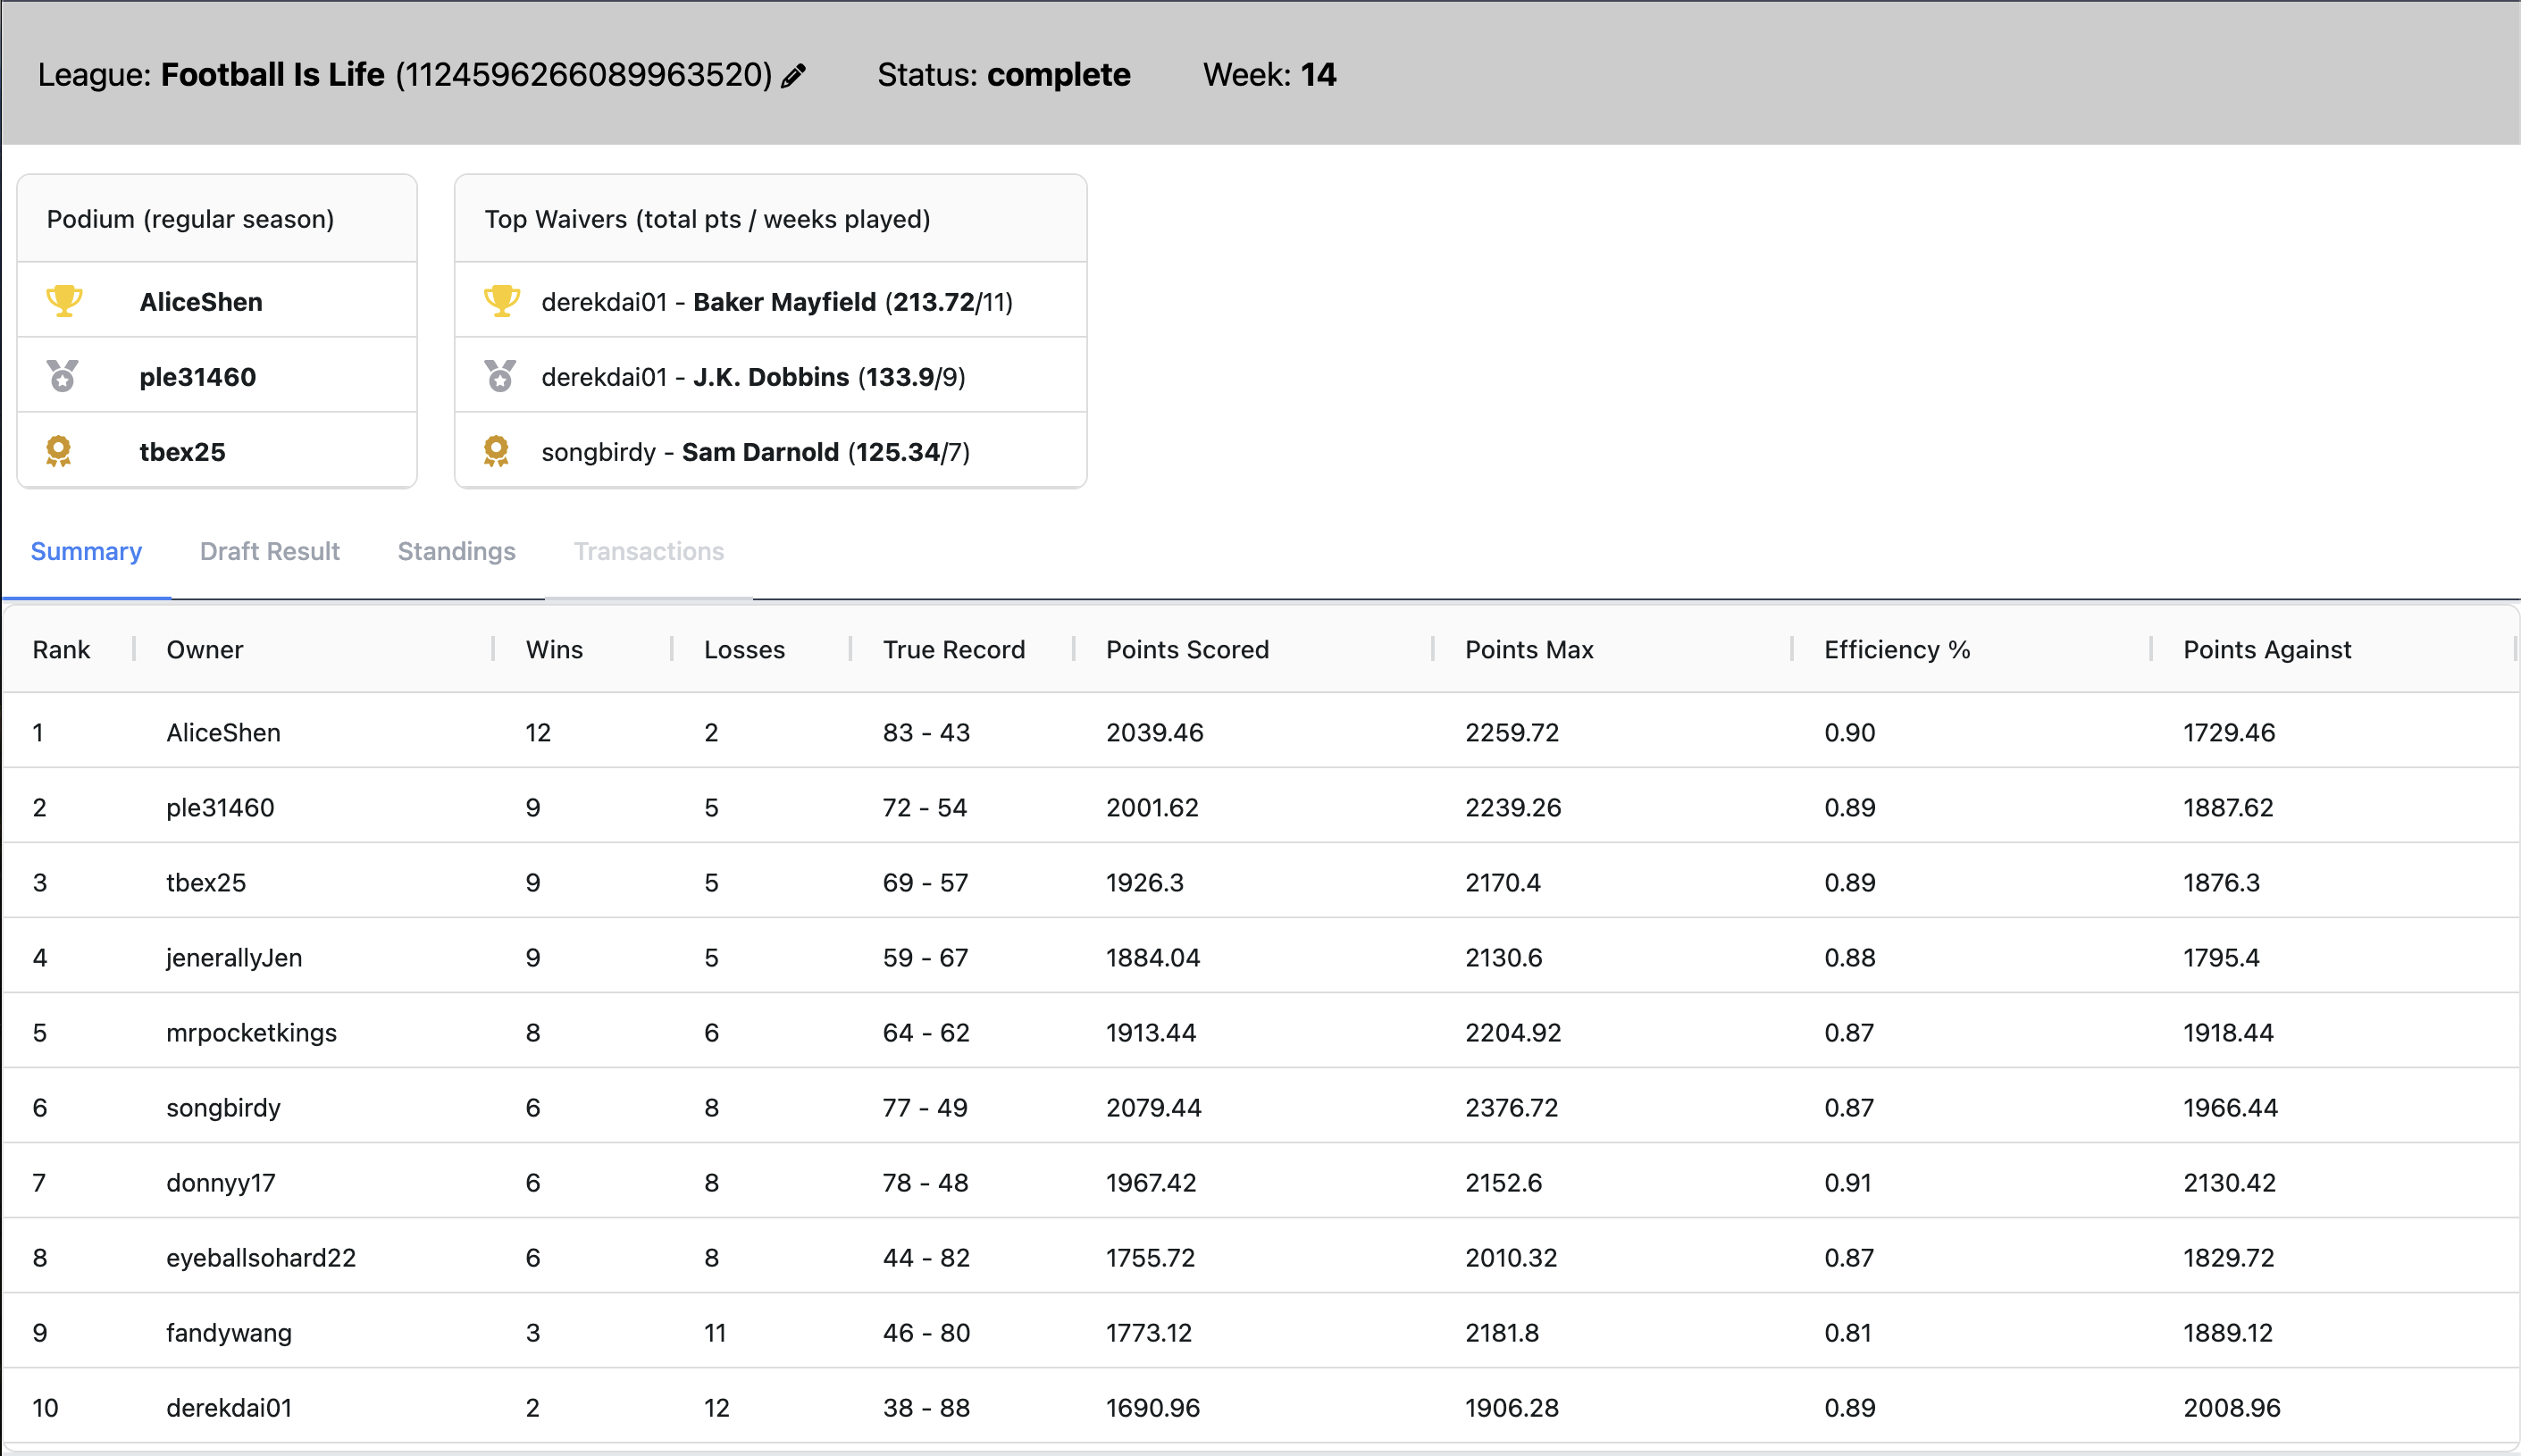 League: Football Is Life (1124596266089963520) Status: complete Week: 14
Podium (regular season)
AliceShen
ple31460
tbex25
Top Waivers (total pts / weeks played)
derekdai01 - Baker Mayfield (213.72/11)
derekdai01 - J.K. Dobbins (133.9/9)
songbirdy - Sam Darnold (125.34/7)
Summary Draft Result Standings Transactions
Rank Owner Wins Losses True Record Points Scored Points Max Efficiency % Points Against
1 AliceShen 12 2 83 - 43 2039.46 2259.72 0.90 1729.46
2 ple31460 9 5 72 - 54 2001.62 2239.26 0.89 1887.62
3 tbex25 9 5 69 - 57 1926.3 2170.4 0.89 1876.3
4 jenerallyJen 9 5 59 - 67 1884.04 2130.6 0.88 1795.4
5 mrpocketkings 8 6 64 - 62 1913.44 2204.92 0.87 1918.44
6 songbirdy 6 8 77 - 49 2079.44 2376.72 0.87 1966.44
7 donnyy17 6 8 78 - 48 1967.42 2152.6 0.91 2130.42
8 eyeballsohard22 6 8 44 - 82 1755.72 2010.32 0.87 1829.72
9 fandywang 3 11 46 - 80 1773.12 2181.8 0.81 1889.12
10 derekdai01 2 12 38 - 88 1690.96 1906.28 0.89 2008.96